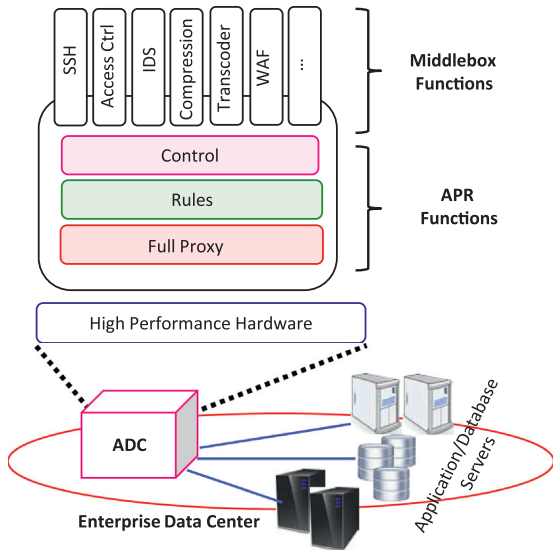 SSH
Access Ctrl
IDS
Compression
Transcoder
WAF
...
Middlebox
Functions
Control
Rules
Full Proxy
APR
Functions
High Performance Hardware
ADC
Application/Database
Servers
Enterprise Data Center